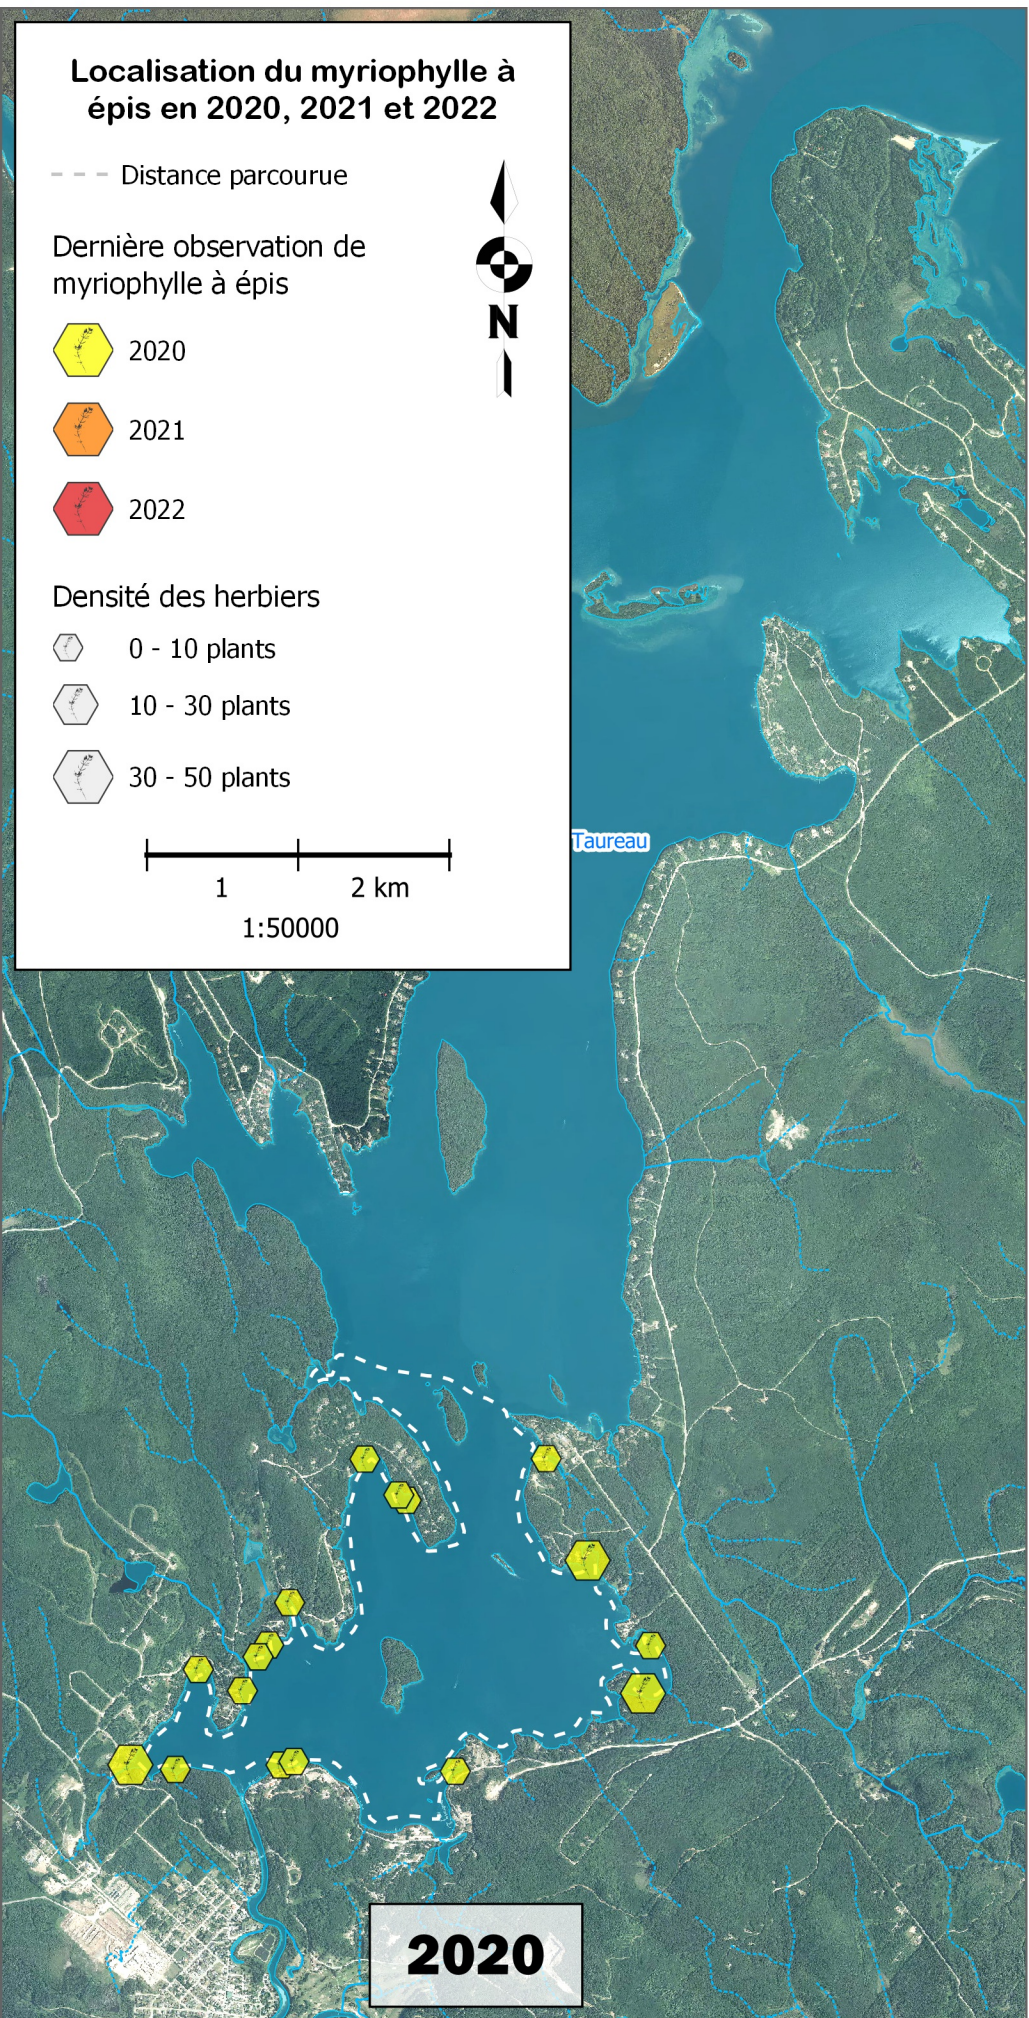 Localisation du myriophylle à
épis en 2020, 2021 et 2022
Distance parcourue
Dernière observation de
myriophylle à épis
2020
2021
2022
N
Densité des herbiers
0 - 10 plants
10 - 30 plants
30 - 50 plants
1 2 km
1:50000
Taureau
2020